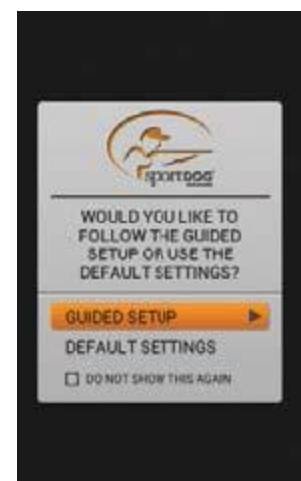 SportDOG
WOULD YOU LIKE TO
FOLLOW THE GUIDED
SETUP OR USE THE
DEFAULT SETTINGS?
GUIDED SETUP
DEFAULT SETTINGS
DO NOT SHOW THIS AGAIN